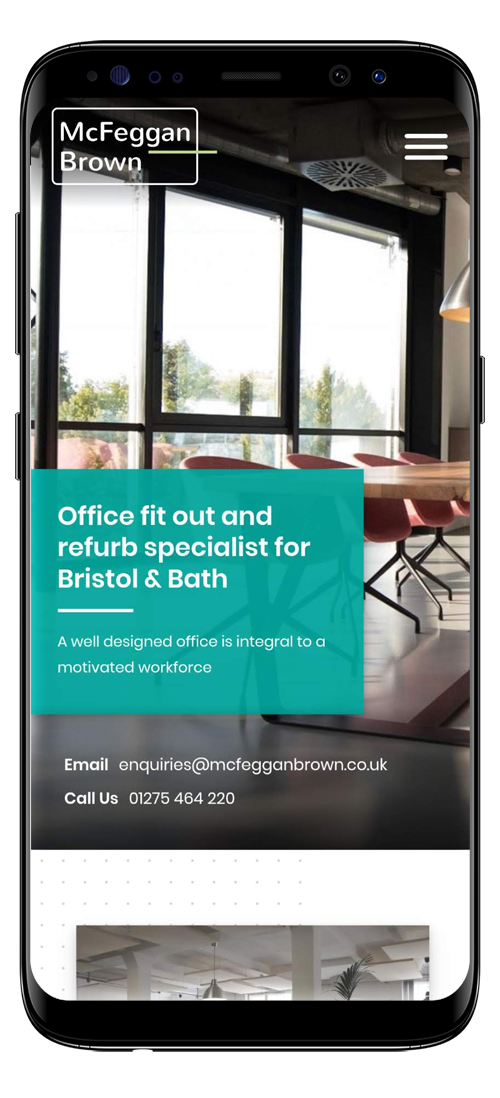 McFeggan
Brown
Office fit out and
refurb specialist for
Bristol & Bath
A well designed office is integral to a
motivated workforce
Email enquiries@mcfegganbrown.co.uk
Call Us 01275 464 220